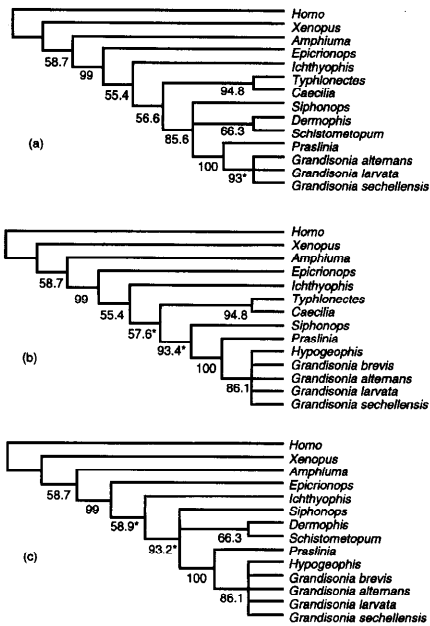 Homo
Xenopus
Amphiuma
58.7
Epicrionops
99
Ichthyophis
55.4
Typhlonectes
94.8
Caecilia
56.6
Siphonops
Dermophis
85.6
66.3
Schistometopum
(a)
Praslinia
100
Grandisonia alternans
93*
Grandisonia larvata
Grandisonia sechellensis
Homo
Xenopus
Amphiuma
58.7
Epicrionops
99
Ichthyophis
55.4
Typhlonectes
94.8
Caecilia
57.6*
Siphonops
93.4*
Praslinia
(b)
Hypogeophis
100
Grandisonia brevis
Grandisonia alternans
86.1
Grandisonia larvata
Grandisonia sechellensis
Homo
Xenopus
Amphiuma
58.7
Epicrionops
99
Ichthyophis
58.9*
Siphonops
Dermophis
93.2*
66.3
Schistometopum
(c)
Praslinia
100
Hypogeophis
Grandisonia brevis
86.1
Grandisonia alternans
Grandisonia larvata
Grandisonia sechellensis